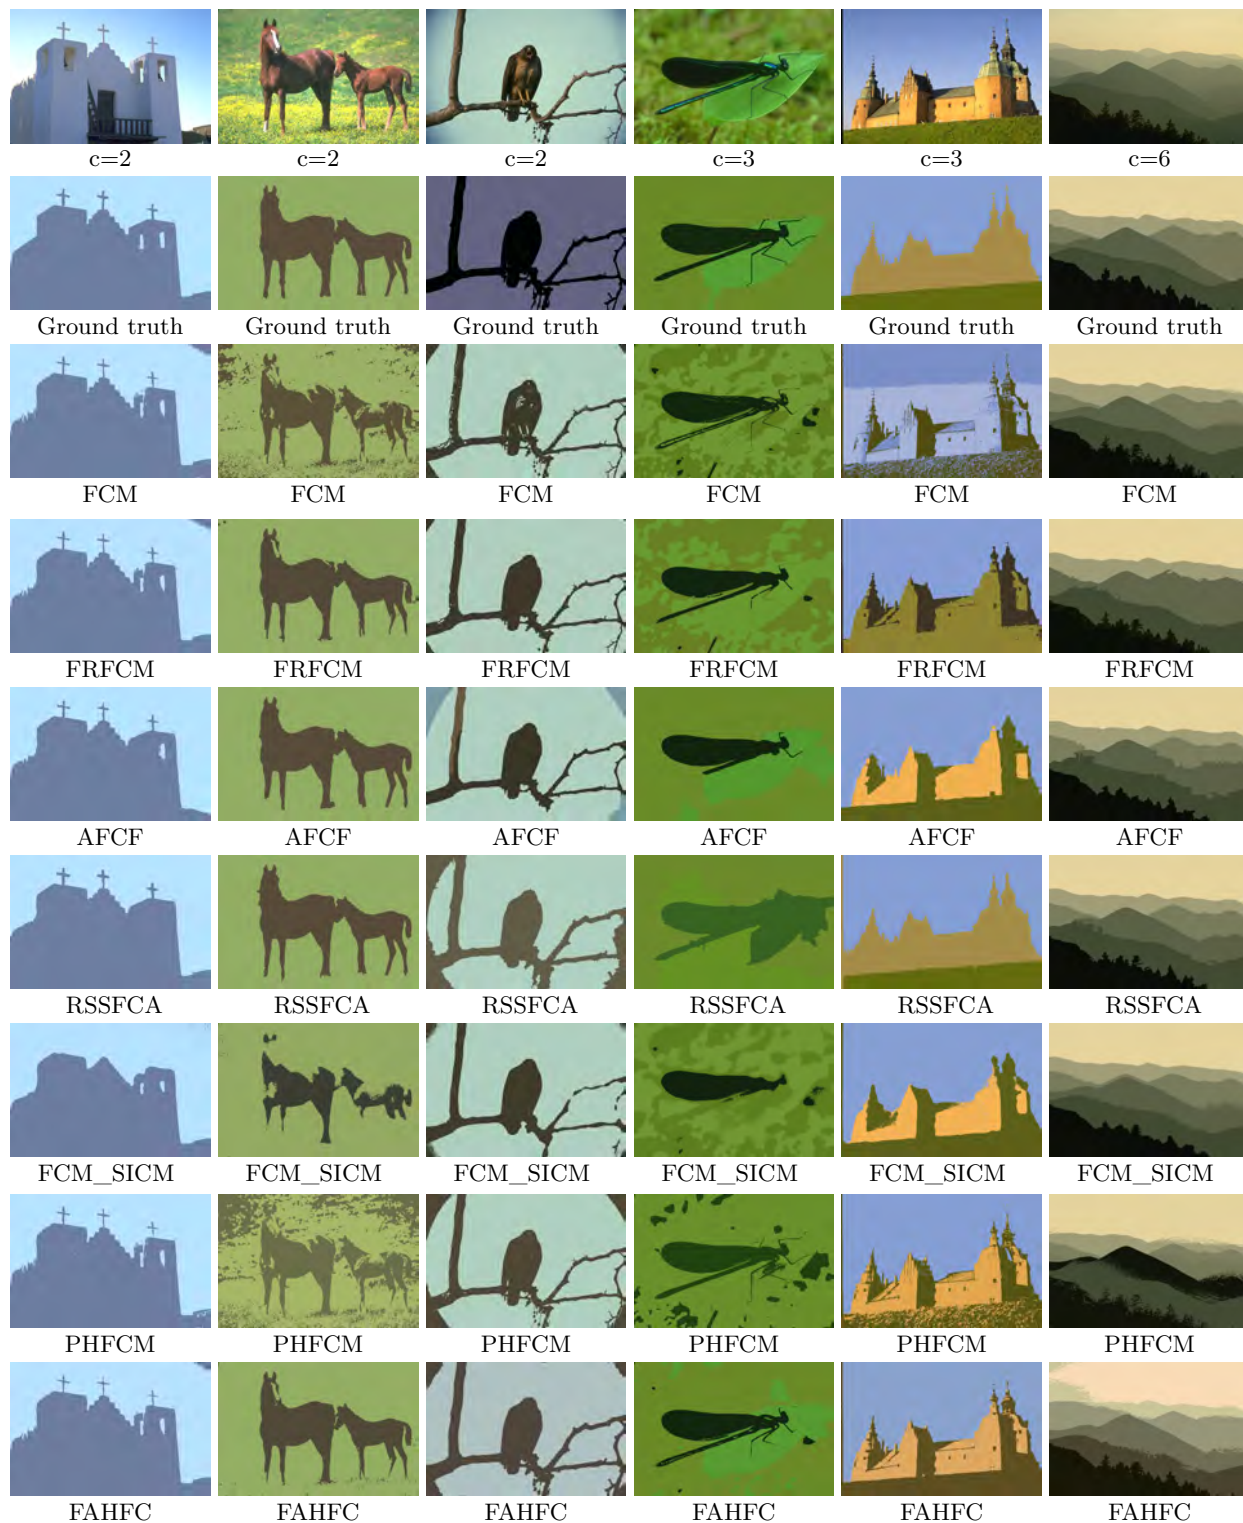 c=2 c=2 c=2 c=3 c=3 c=6
Ground truth Ground truth Ground truth Ground truth Ground truth Ground truth
FCM FCM FCM FCM FCM FCM
FRFCM FRFCM FRFCM FRFCM FRFCM FRFCM
AFCF AFCF AFCF AFCF AFCF AFCF
RSSFCA RSSFCA RSSFCA RSSFCA RSSFCA RSSFCA
FCM_SICM FCM_SICM FCM_SICM FCM_SICM FCM_SICM FCM_SICM
PHFCM PHFCM PHFCM PHFCM PHFCM PHFCM
FAHFC FAHFC FAHFC FAHFC FAHFC FAHFC